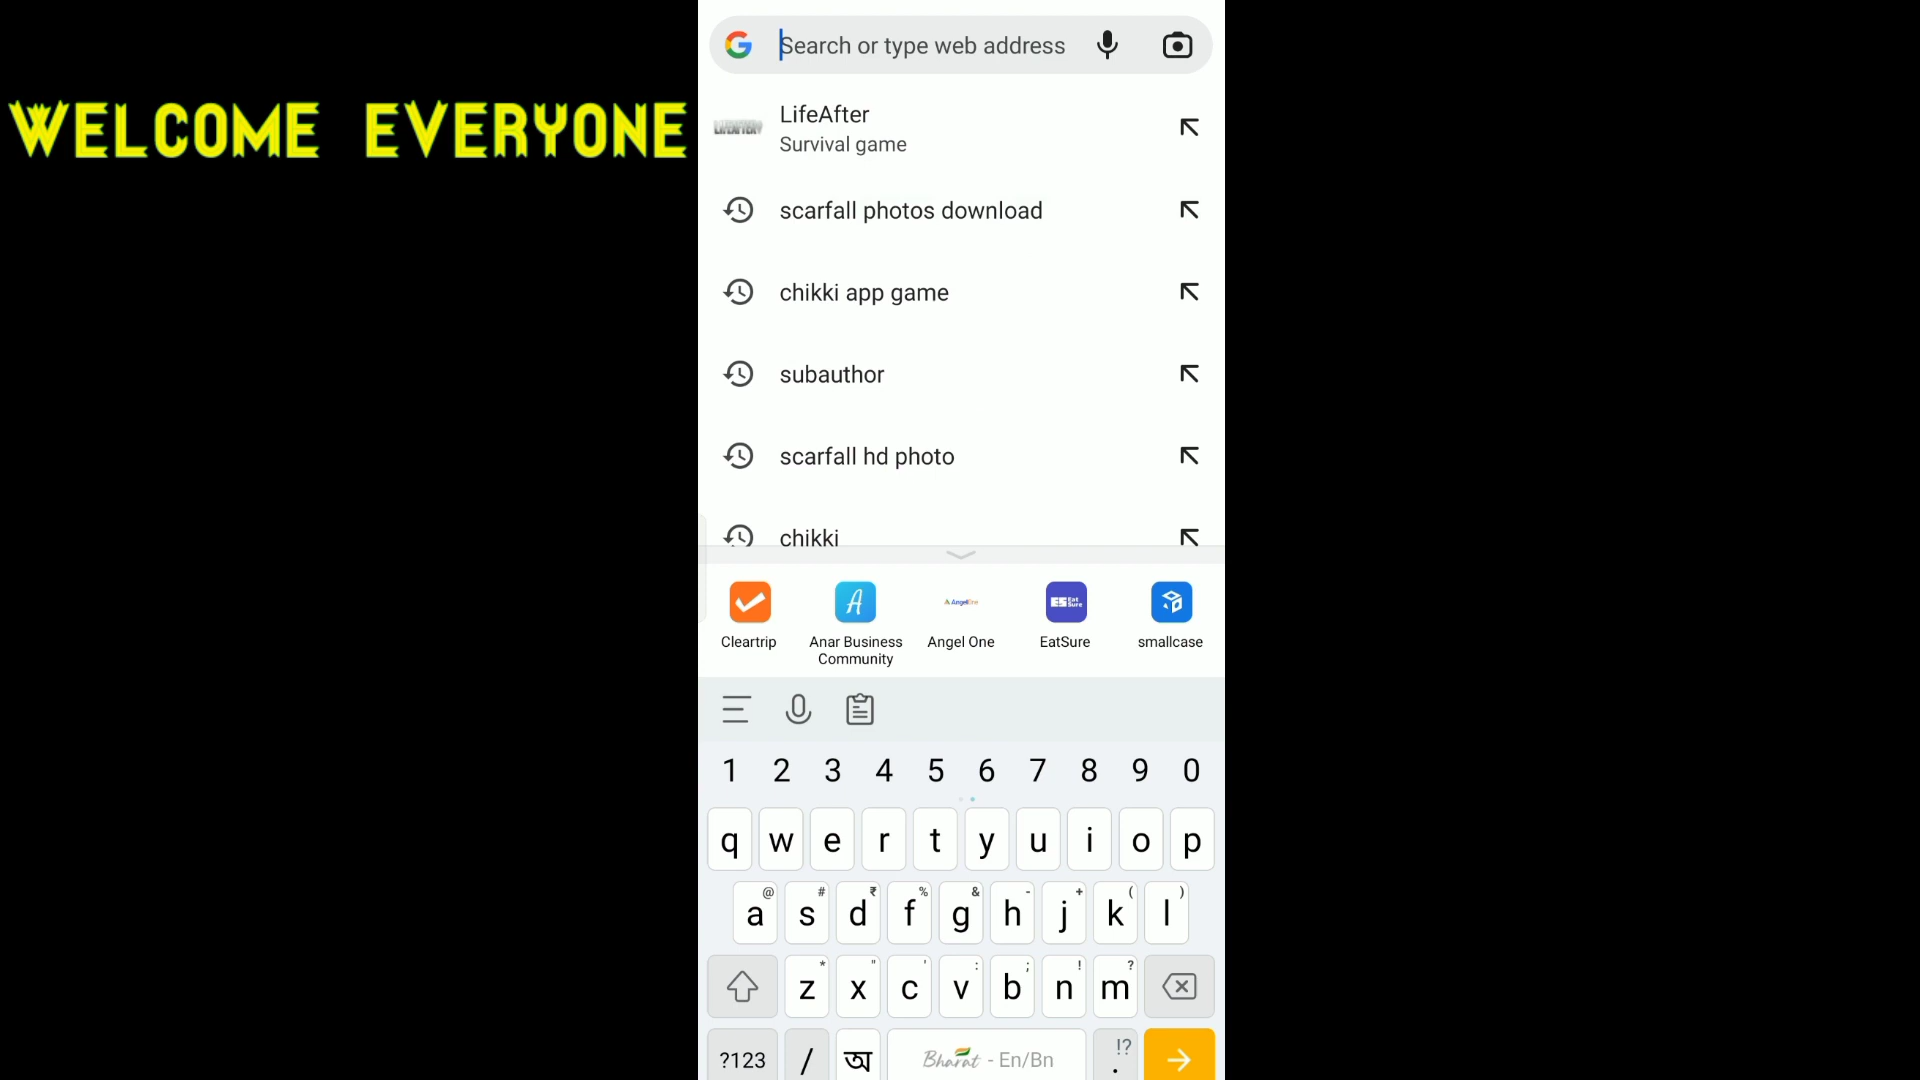 WELCOME EVERYONE
Search or type web address
LifeAfter
Survival game
scarfall photos download
chikki app game
subauthor
scarfall hd photo
chikki
Cleartrip
Anar Business Community
Angel One
EatSure
smallcase
1 2 3 4 5 6 7 8 9 0
q w e r t y u i o p
@ # ₹ % & - + ( )
a s d f g h j k l
* " ' : ; ! ?
z x c v b n m
?123 / অ Bharat - En/Bn !? .